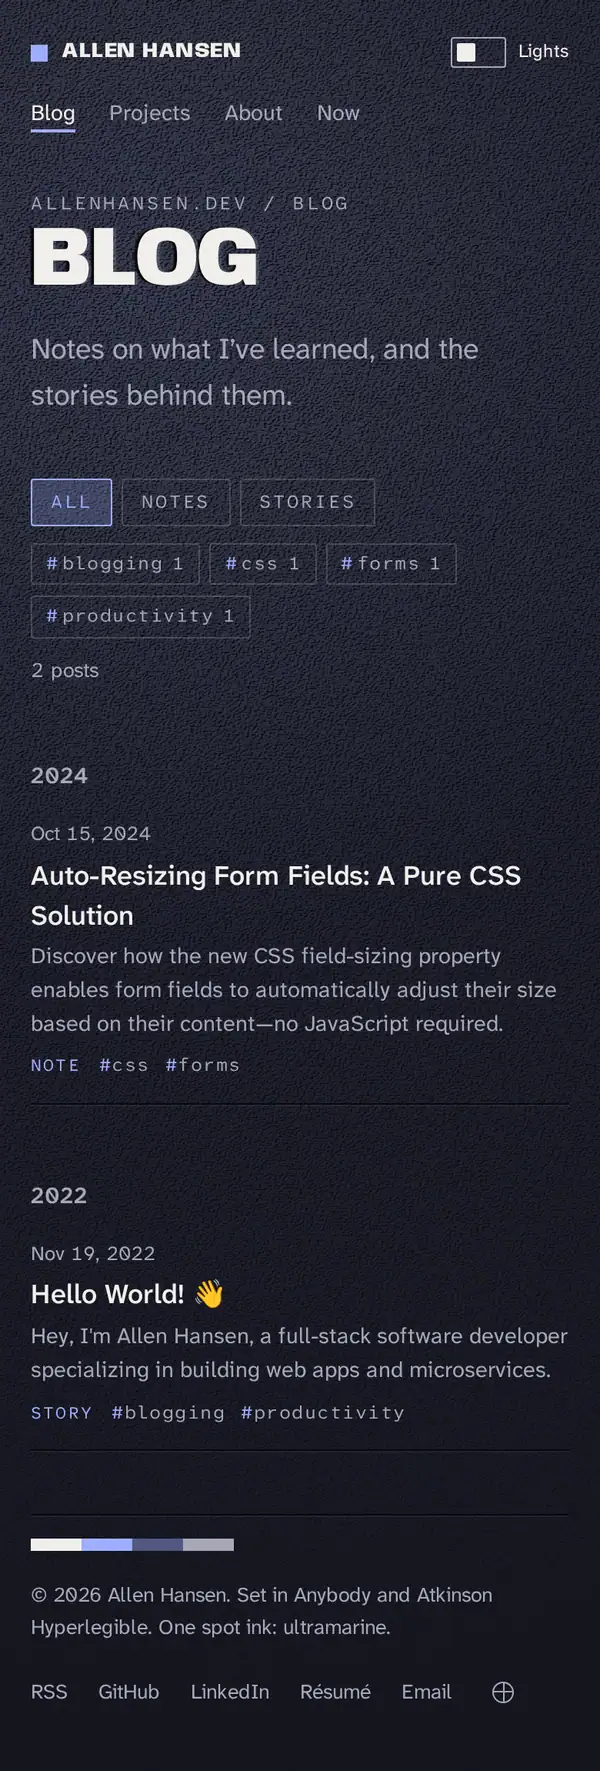 ALLEN HANSEN
Lights
Blog Projects About Now
ALLENHANSEN.DEV / BLOG
BLOG
Notes on what I’ve learned, and the
stories behind them.
ALL NOTES STORIES
#blogging 1 #css 1 #forms 1
#productivity 1
2 posts
2024
Oct 15, 2024
Auto-Resizing Form Fields: A Pure CSS
Solution
Discover how the new CSS field-sizing property
enables form fields to automatically adjust their size
based on their content—no JavaScript required.
NOTE #css #forms
2022
Nov 19, 2022
Hello World! 👋
Hey, I'm Allen Hansen, a full-stack software developer
specializing in building web apps and microservices.
STORY #blogging #productivity
© 2026 Allen Hansen. Set in Anybody and Atkinson
Hyperlegible. One spot ink: ultramarine.
RSS GitHub LinkedIn Résumé Email